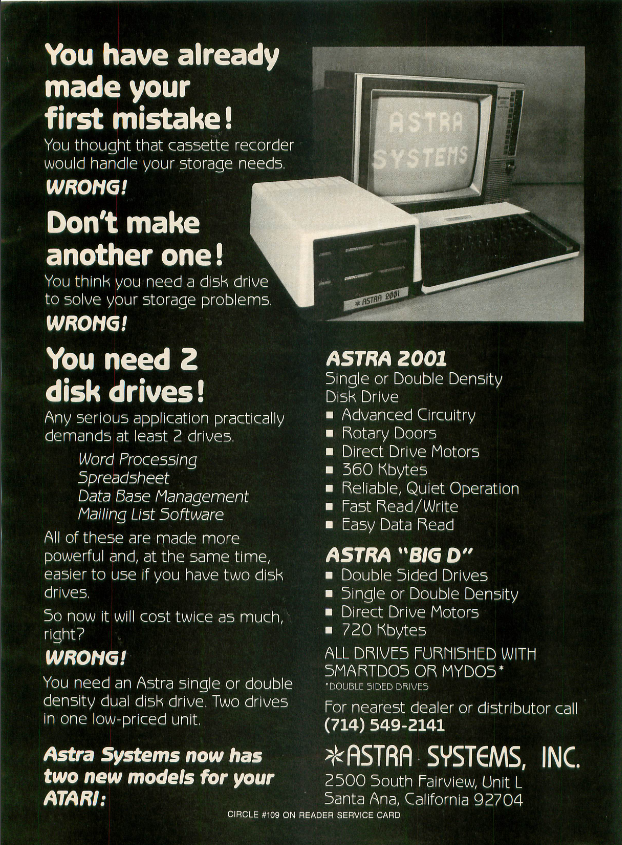 You have already
made your
first mistake!
You thought that cassette recorder
would handle your storage needs.
WRONG!
Don't make
another one!
You think you need a disk drive
to solve your storage problems.
WRONG!
You need 2
disk drives!
Any serious application practically
demands at least 2 drives.
Word Processing
Spreadsheet
Data Base Management
Mailing List Software
All of these are made more
powerful and, at the same time,
easier to use if you have two disk
drives.
So now it will cost twice as much,
right?
WRONG!
You need an Astra single or double
density dual disk drive. Two drives
in one low-priced unit.
Astra Systems now has
two new models for your
ATARI:
ASTRA
SYSTEMS
*ASTRA 2001
ASTRA 2001
Single or Double Density
Disk Drive
■ Advanced Circuitry
■ Rotary Doors
■ Direct Drive Motors
■ 360 Kbytes
■ Reliable, Quiet Operation
■ Fast Read/Write
■ Easy Data Read
ASTRA "BIG D"
■ Double Sided Drives
■ Single or Double Density
■ Direct Drive Motors
■ 720 Kbytes
ALL DRIVES FURNISHED WITH
SMARTDOS OR MYDOS*
*DOUBLE SIDED DRIVES
For nearest dealer or distributor call
(714) 549-2141
*ASTRA SYSTEMS, INC.
2500 South Fairview, Unit L
Santa Ana, California 92704
CIRCLE #109 ON READER SERVICE CARD